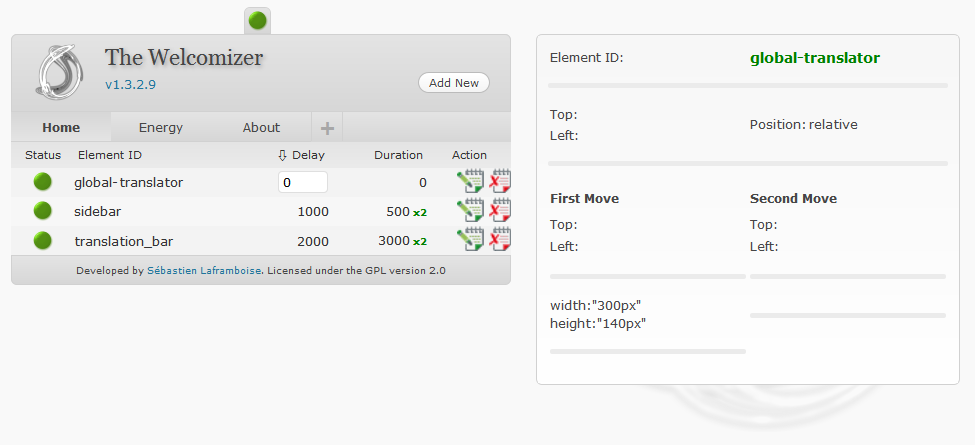 The Welcomizer
v1.3.2.9
Add New
Home Energy About +
Status Element ID ⇩ Delay Duration Action
global-translator 0 0
sidebar 1000 500 x2
translation_bar 2000 3000 x2
Developed by Sébastien Laframboise. Licensed under the GPL version 2.0
Element ID: global-translator
Top:
Left:
Position: relative
First Move Second Move
Top: Top:
Left: Left:
width:"300px"
height:"140px"